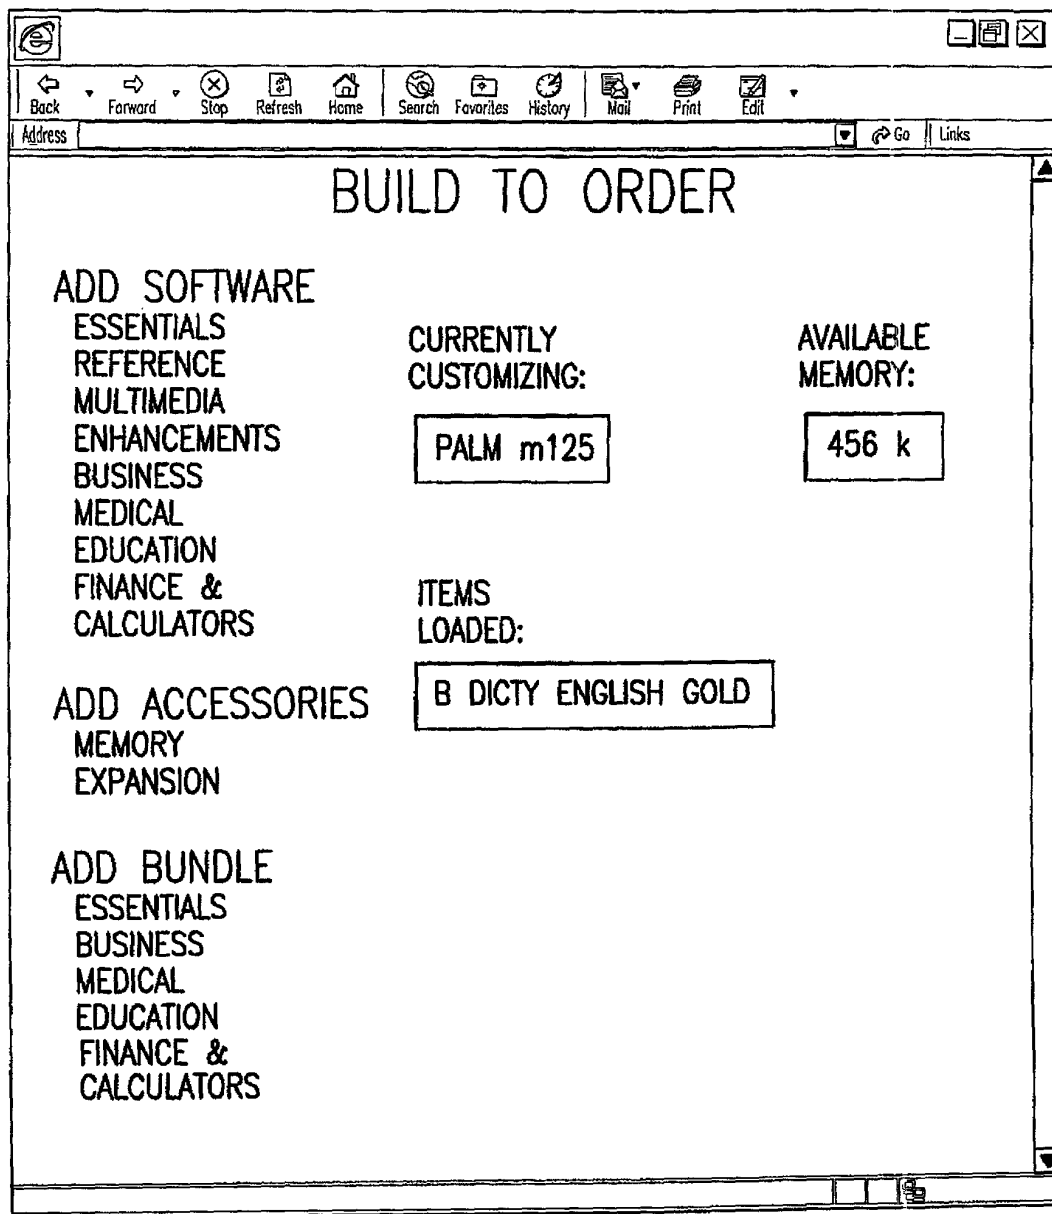 Back Forward Stop Refresh Home Search Favorites History Mail Print Edit
Address Go Links
BUILD TO ORDER
ADD SOFTWARE
ESSENTIALS
REFERENCE
MULTIMEDIA
ENHANCEMENTS
BUSINESS
MEDICAL
EDUCATION
FINANCE &
CALCULATORS
CURRENTLY
CUSTOMIZING:
PALM m125
AVAILABLE
MEMORY:
456 k
ITEMS
LOADED:
B DICTY ENGLISH GOLD
ADD ACCESSORIES
MEMORY
EXPANSION
ADD BUNDLE
ESSENTIALS
BUSINESS
MEDICAL
EDUCATION
FINANCE &
CALCULATORS